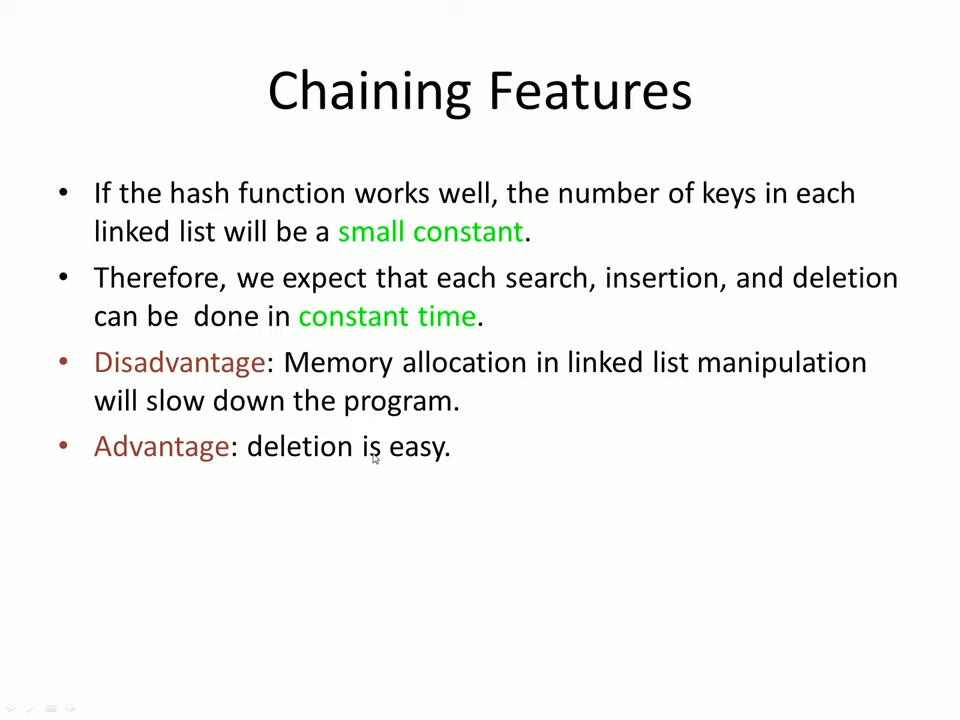 Chaining Features
• If the hash function works well, the number of keys in each
linked list will be a small constant.
• Therefore, we expect that each search, insertion, and deletion
can be  done in constant time.
• Disadvantage: Memory allocation in linked list manipulation
will slow down the program.
• Advantage: deletion is easy.